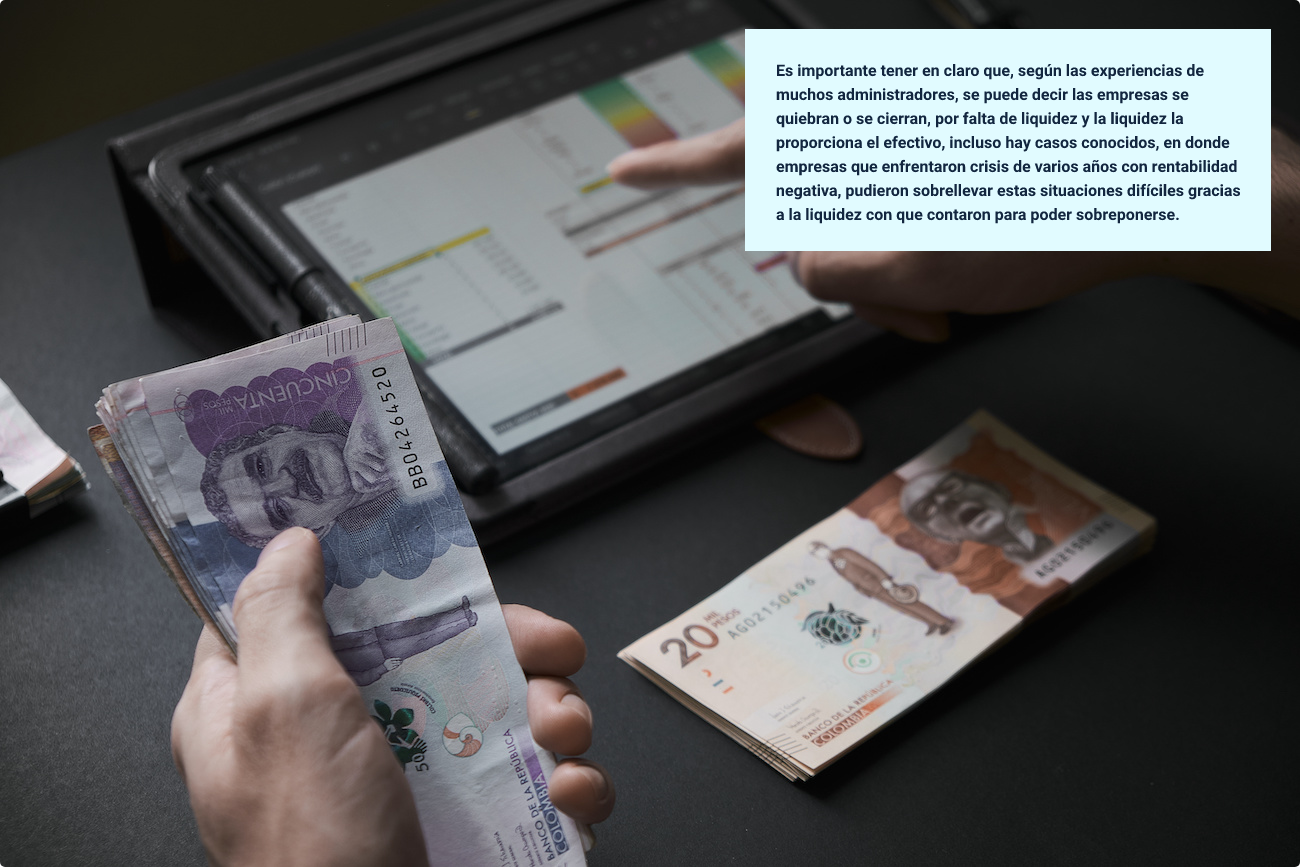 Es importante tener en claro que, según las experiencias de
muchos administradores, se puede decir las empresas se
quiebran o se cierran, por falta de liquidez y la liquidez la
proporciona el efectivo, incluso hay casos conocidos, en donde
empresas que enfrentaron crisis de varios años con rentabilidad
negativa, pudieron sobrellevar estas situaciones difíciles gracias
a la liquidez con que contaron para poder sobreponerse.
CINCUENTA
MIL
PESOS
BB04264520
50
BANCO DE LA REPÚBLICA
COLOMBIA
20
MIL
PESOS
AG02150496
AG02150496
BANCO DE LA REPÚBLICA
COLOMBIA